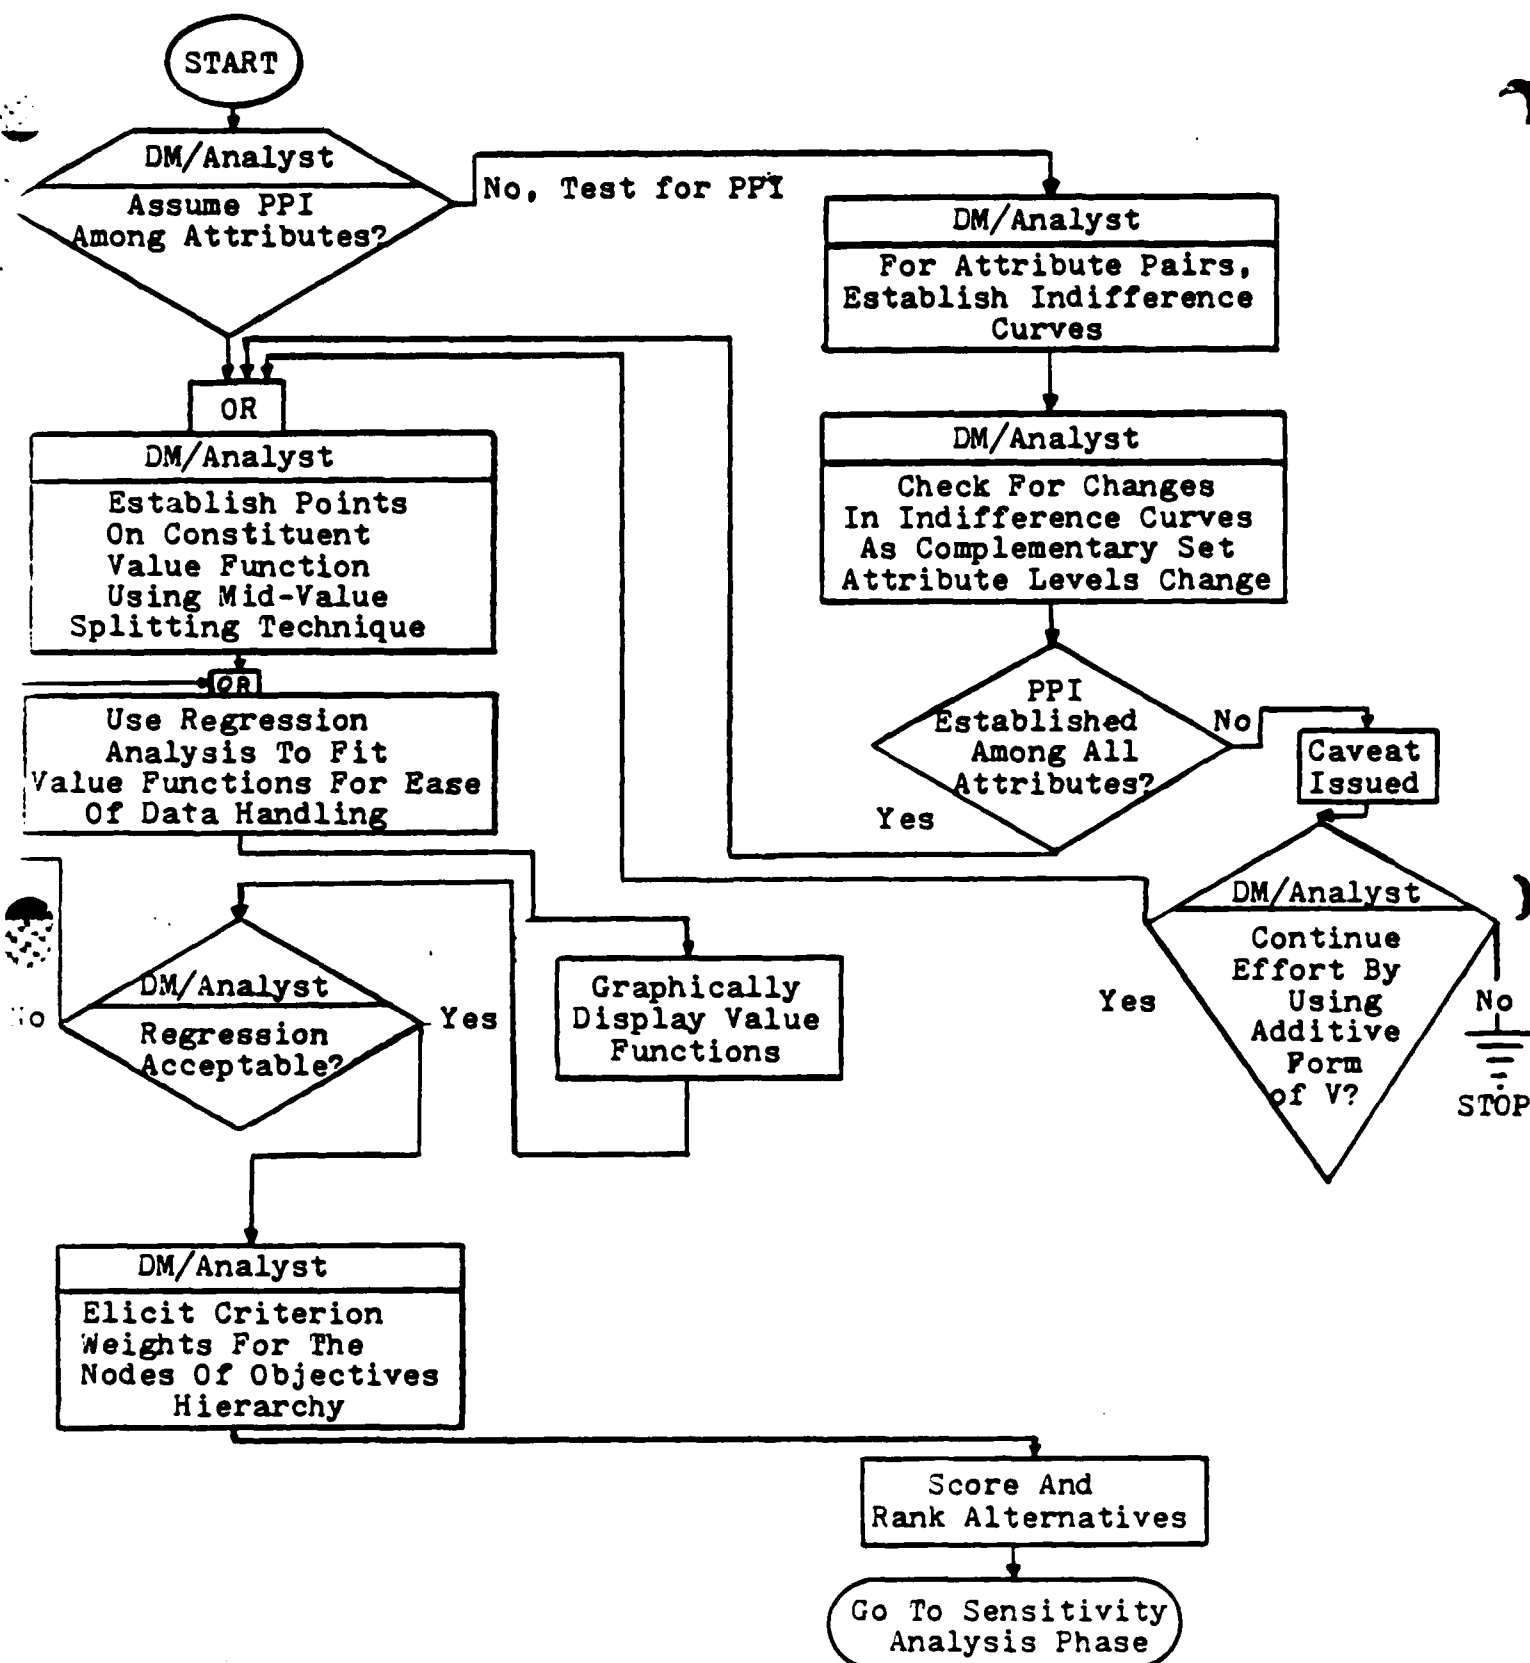 START
DM/Analyst
Assume PPI
Among Attributes?
No, Test for PPI
DM/Analyst
For Attribute Pairs,
Establish Indifference
Curves
OR
DM/Analyst
Establish Points
On Constituent
Value Function
Using Mid-Value
Splitting Technique
DM/Analyst
Check For Changes
In Indifference Curves
As Complementary Set
Attribute Levels Change
OR
Use Regression
Analysis To Fit
Value Functions For Ease
Of Data Handling
PPI
Established
Among All
Attributes?
No
Yes
Caveat
Issued
DM/Analyst
Continue
Effort By
Using
Additive
Form
of V?
Yes
No
STOP
DM/Analyst
Regression
Acceptable?
No
Yes
Graphically
Display Value
Functions
DM/Analyst
Elicit Criterion
Weights For The
Nodes Of Objectives
Hierarchy
Score And
Rank Alternatives
Go To Sensitivity
Analysis Phase